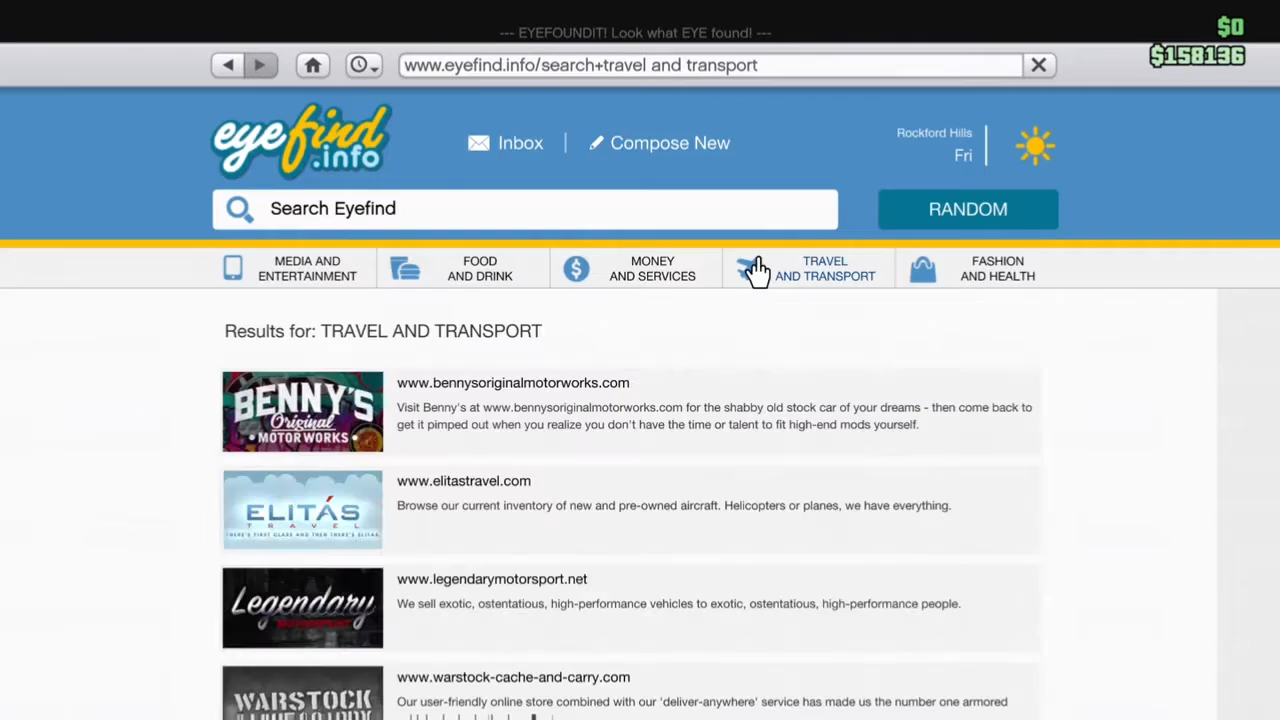 --- EYEFOUNDIT! Look what EYE found! ---
$0
$158136
www.eyefind.info/search+travel and transport
eyefind
.info
Inbox
Compose New
Rockford Hills
Fri
Search Eyefind
RANDOM
MEDIA AND
ENTERTAINMENT
FOOD
AND DRINK
MONEY
AND SERVICES
TRAVEL
AND TRANSPORT
FASHION
AND HEALTH
Results for: TRAVEL AND TRANSPORT
BENNY'S
Original
MOTOR WORKS
www.bennysoriginalmotorworks.com
Visit Benny's at www.bennysoriginalmotorworks.com for the shabby old stock car of your dreams - then come back to
get it pimped out when you realize you don't have the time or talent to fit high-end mods yourself.
ELITÁS
TRAVEL
THERE'S FIRST CLASS AND THEN THERE'S ELITAS.
www.elitastravel.com
Browse our current inventory of new and pre-owned aircraft. Helicopters or planes, we have everything.
Legendary
MOTORSPORT
www.legendarymotorsport.net
We sell exotic, ostentatious, high-performance vehicles to exotic, ostentatious, high-performance people.
WARSTOCK
www.warstock-cache-and-carry.com
Our user-friendly online store combined with our 'deliver-anywhere' service has made us the number one armored